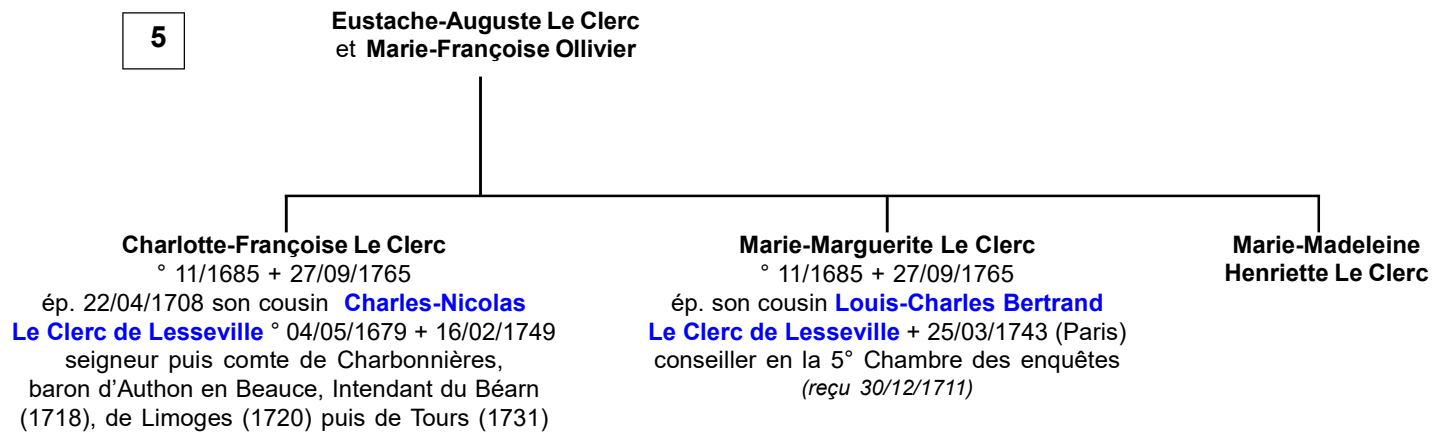 5
Eustache-Auguste Le Clerc
et Marie-Françoise Ollivier
Charlotte-Françoise Le Clerc
° 11/1685 + 27/09/1765
ép. 22/04/1708 son cousin Charles-Nicolas
Le Clerc de Lesseville ° 04/05/1679 + 16/02/1749
seigneur puis comte de Charbonnières,
baron d'Authon en Beauce, Intendant du Béarn
(1718), de Limoges (1720) puis de Tours (1731)
Marie-Marguerite Le Clerc
° 11/1685 + 27/09/1765
ép. son cousin Louis-Charles Bertrand
Le Clerc de Lesseville + 25/03/1743 (Paris)
conseiller en la 5° Chambre des enquêtes
(reçu 30/12/1711)
Marie-Madeleine
Henriette Le Clerc